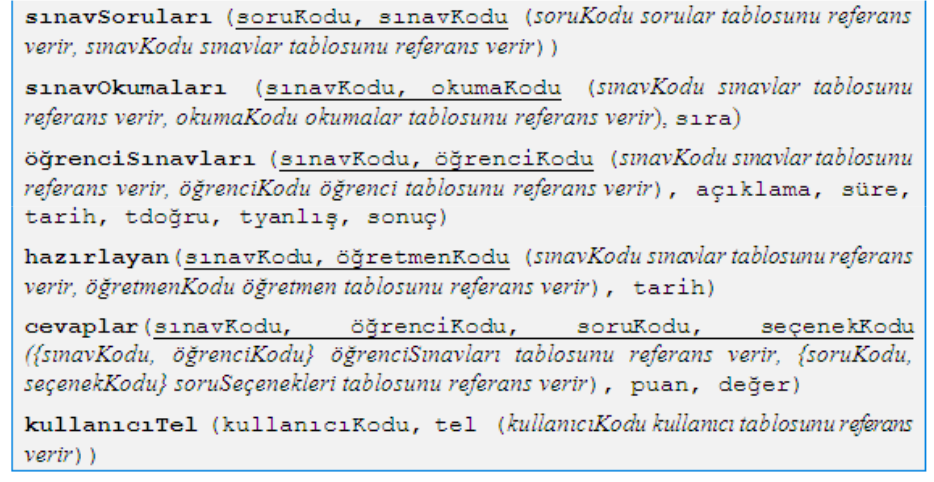 sınavSoruları (soruKodu, sınavKodu (soruKodu sorular tablosunu referans
verir, sınavKodu sınavlar tablosunu referans verir))
sınavOkumaları (sınavKodu, okumaKodu (sınavKodu sınavlar tablosunu
referans verir, okumaKodu okumalar tablosunu referans verir), sıra)
öğrenciSınavları (sınavKodu, öğrenciKodu (sınavKodu sınavlar tablosunu
referans verir, öğrenciKodu öğrenci tablosunu referans verir), açıklama, süre,
tarih, tdoğru, tyanlış, sonuç)
hazırlayan(sınavKodu, öğretmenKodu (sınavKodu sınavlar tablosunu referans
verir, öğretmenKodu öğretmen tablosunu referans verir), tarih)
cevaplar(sınavKodu, öğrenciKodu, soruKodu, seçenekKodu
({sınavKodu, öğrenciKodu} öğrenciSınavları tablosunu referans verir, {soruKodu,
seçenekKodu} soruSeçenekleri tablosunu referans verir), puan, değer)
kullanıcıTel (kullanıcıKodu, tel (kullanıcıKodu kullanıcı tablosunu referans
verir))